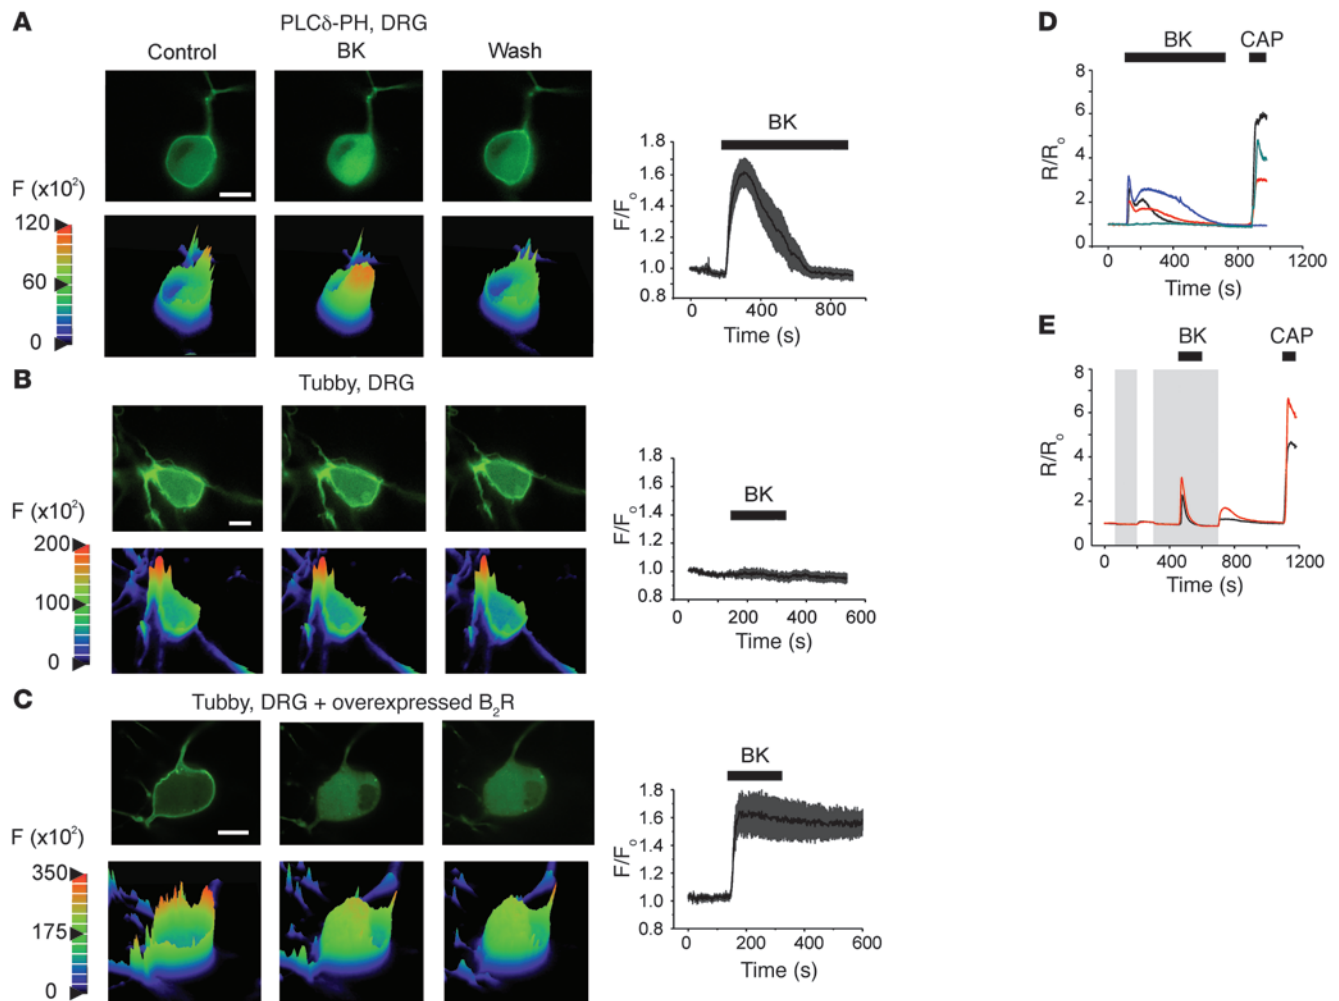 A
PLCδ-PH, DRG
Control BK Wash
F (x10²)
120
60
0
BK
F/Fo
1.8
1.6
1.4
1.2
1.0
0.8
0 400 800
Time (s)
B
Tubby, DRG
F (x10²)
200
100
0
BK
F/Fo
1.8
1.6
1.4
1.2
1.0
0.8
0 200 400 600
Time (s)
C
Tubby, DRG + overexpressed B₂R
F (x10²)
350
175
0
BK
F/Fo
1.8
1.6
1.4
1.2
1.0
0.8
0 200 400 600
Time (s)
D
BK CAP
R/Ro
8
6
4
2
0
0 400 800 1200
Time (s)
E
BK CAP
R/Ro
8
6
4
2
0
0 400 800 1200
Time (s)